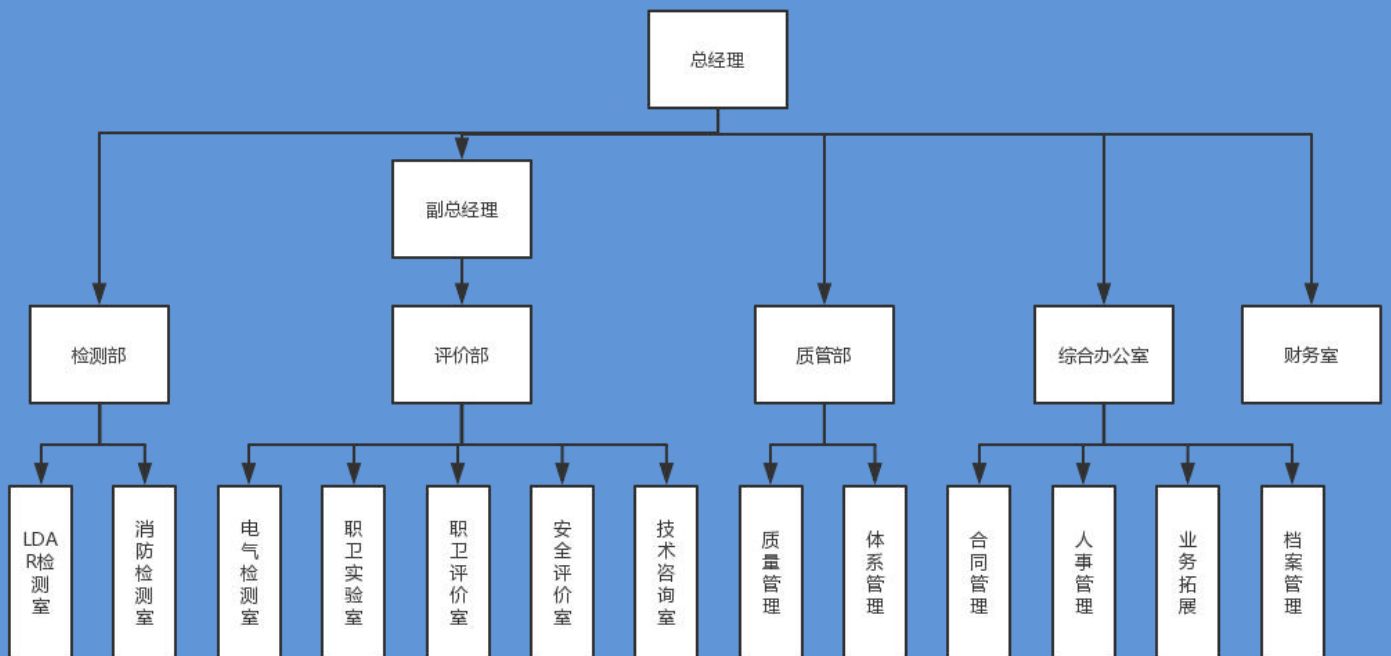 总经理
副总经理
检测部
评价部
质管部
综合办公室
财务室
LDA
R检
测
室
消
防
检
测
室
电
气
检
测
室
职
卫
实
验
室
职
卫
评
价
室
安
全
评
价
室
技
术
咨
询
室
质
量
管
理
体
系
管
理
合
同
管
理
人
事
管
理
业
务
拓
展
档
案
管
理